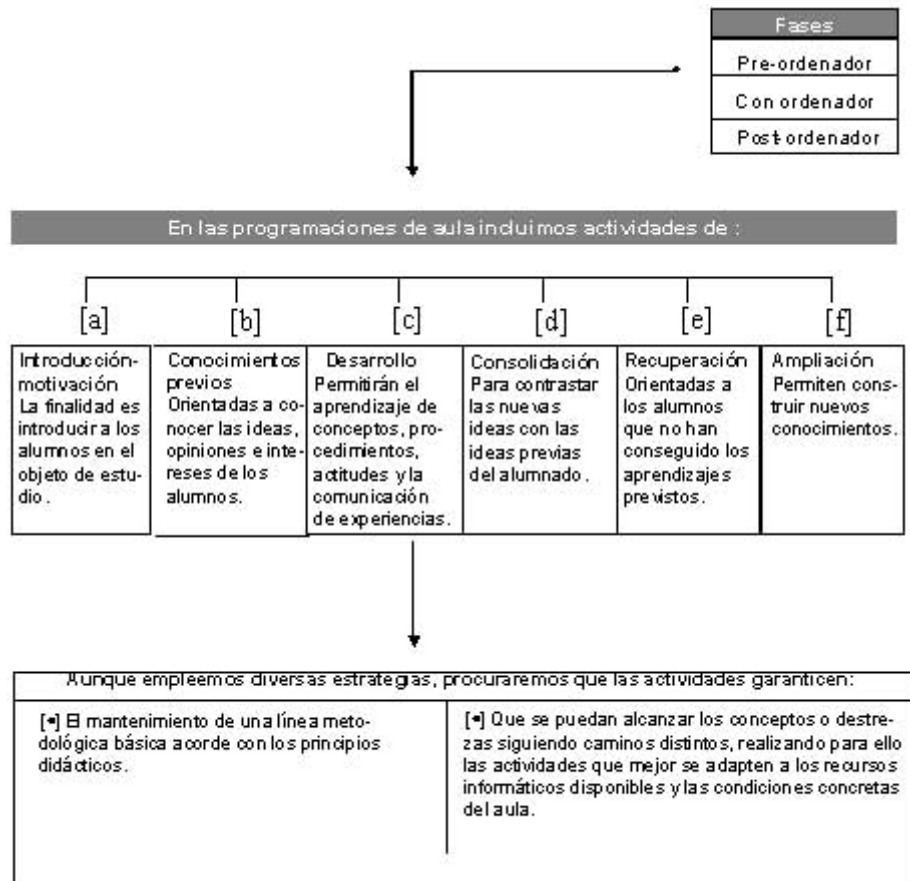 Fases
Pre-ordenador
Con ordenador
Post-ordenador
En las programaciones de aula incluimos actividades de :
[a]
[b]
[c]
[d]
[e]
[f]
Introducción-
motivación
La finalidad es
introducir a los
alumnos en el
objeto de estu-
dio.
Conocimientos
previos
Orientadas a co-
nocer las ideas,
opiniones e inte-
reses de los
alumnos.
Desarrollo
Permitirán el
aprendizaje de
conceptos, pro-
cedimientos,
actitudes y la
comunicación
de experiencias.
Consolidación
Para contrastar
las nuevas
ideas con las
ideas previas
del alumnado.
Recuperación
Orientadas a
los alumnos
que no han
conseguido los
aprendizajes
previstos.
Ampliación
Permiten cons-
truir nuevos
conocimientos.
Aunque empleemos diversas estrategias, procuraremos que las actividades garanticen:
[•] El mantenimiento de una línea meto-
dológica básica acorde con los principios
didácticos.
[•] Que se puedan alcanzar los conceptos o destre-
zas siguiendo caminos distintos, realizando para ello
las actividades que mejor se adapten a los recursos
informáticos disponibles y las condiciones concretas
del aula.